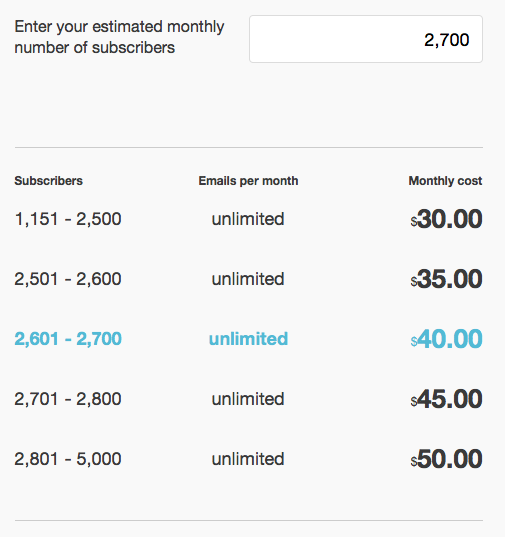 Enter your estimated monthly
number of subscribers
2,700
Subscribers Emails per month Monthly cost
1,151 - 2,500 unlimited $30.00
2,501 - 2,600 unlimited $35.00
2,601 - 2,700 unlimited $40.00
2,701 - 2,800 unlimited $45.00
2,801 - 5,000 unlimited $50.00